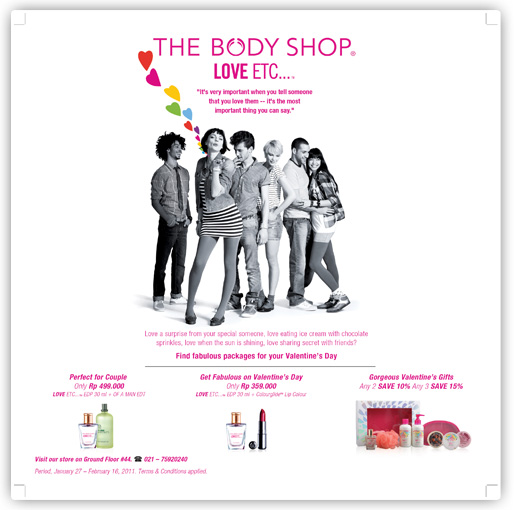 THE BODY SHOP®
LOVE ETC...™
"It's very important when you tell someone
that you love them -- it's the most
important thing you can say."
Love a surprise from your special someone, love eating ice cream with chocolate
sprinkles, love when the sun is shining, love sharing secret with friends?
Find fabulous packages for your Valentine's Day
Perfect for Couple
Only Rp 499.000
LOVE ETC...™ EDP 30 ml + OF A MAN EDT
Get Fabulous on Valentine's Day
Only Rp 359.000
LOVE ETC...™ EDP 30 ml + Colourglide™ Lip Colour
Gorgeous Valentine's Gifts
Any 2 SAVE 10% Any 3 SAVE 15%
Visit our store on Ground Floor #44. ☎ 021 – 75920240
Period, January 27 – February 16, 2011. Terms & Conditions applied.